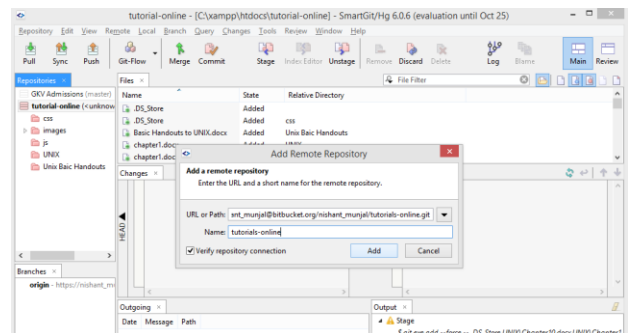 tutorial-online - [C:\xampp\htdocs\tutorial-online] - SmartGit/Hg 6.0.6 (evaluation until Oct 25)
Repository Edit View Remote Local Branch Query Changes Tools Review Window Help
Pull Sync Push Git-Flow Merge Commit Stage Index Editor Unstage Remove Discard Delete Log Blame Main Review
Repositories
Files
File Filter
GKV Admissions (master)
tutorial-online (<unknow
css
images
js
UNIX
Unix Baic Handouts
Name State Relative Directory
.DS_Store Added
.DS_Store Added css
Basic Handouts to UNIX.docx Added Unix Baic Handouts
chapter1.doc
chapter1.doc
Changes
HEAD
Add Remote Repository
Add a remote repository
Enter the URL and a short name for the remote repository.
URL or Path: ant_munjal@bitbucket.org/nishant_munjal/tutorials-online.git
Name: tutorials-online
Verify repository connection
Add
Cancel
Branches
origin - https://nishant_m
Outgoing
Date Message Path
Output
Stage